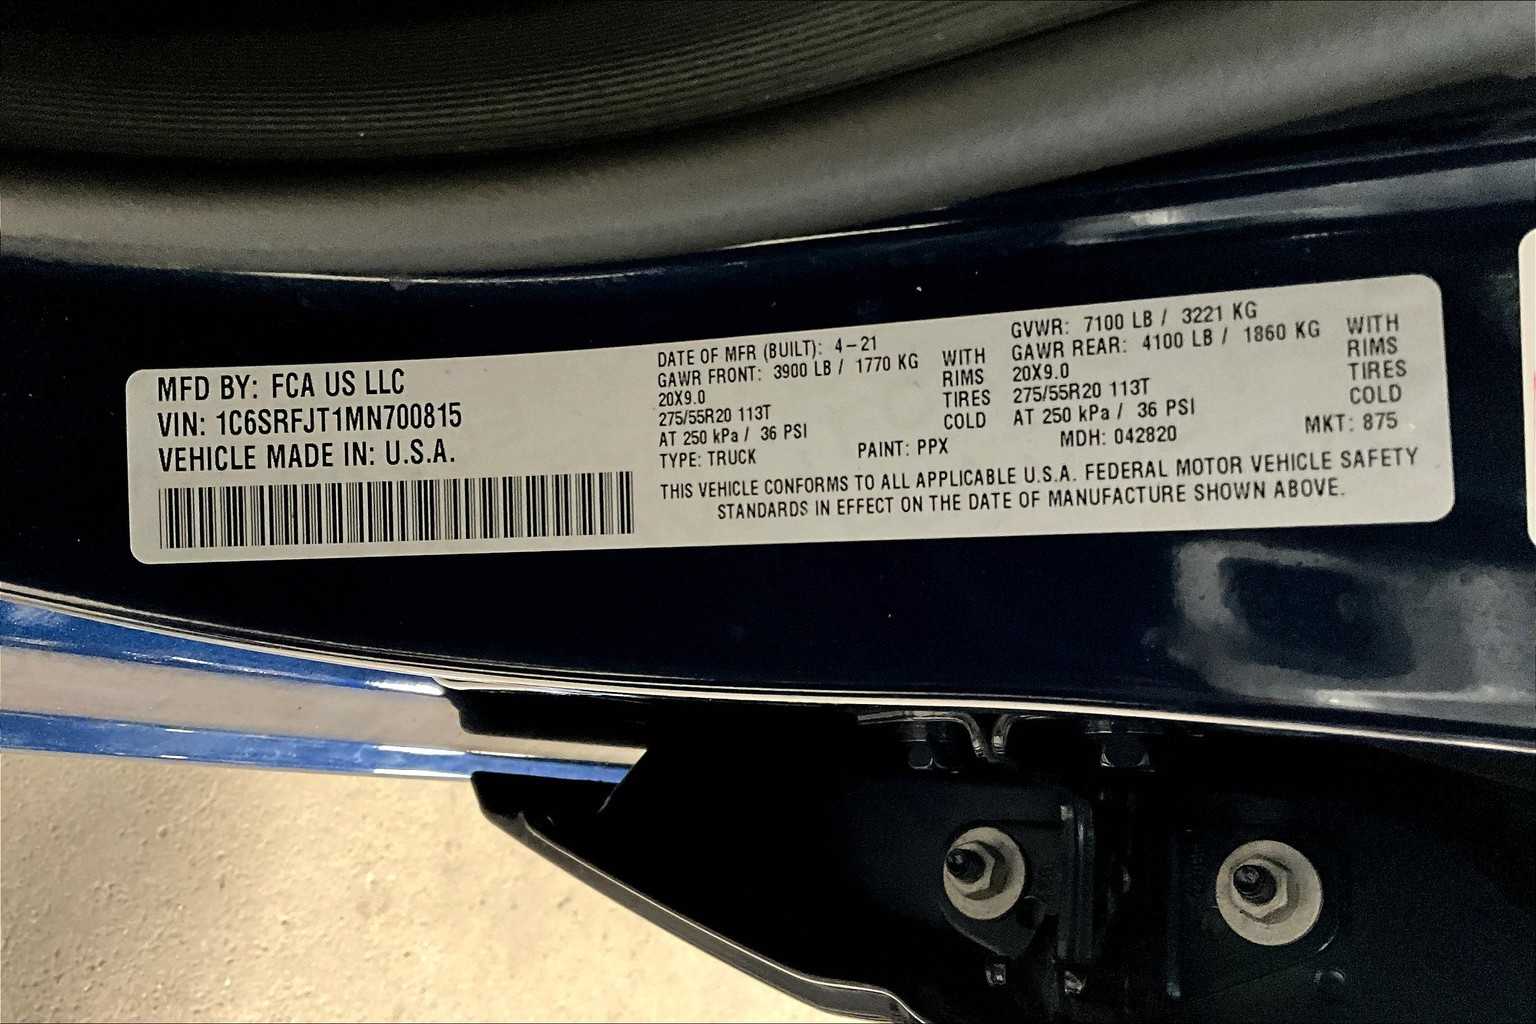 MFD BY: FCA US LLC
VIN: 1C6SRFJT1MN700815
VEHICLE MADE IN: U.S.A.
DATE OF MFR (BUILT): 4-21
GAWR FRONT: 3900 LB / 1770 KG WITH
20X9.0 RIMS
275/55R20 113T TIRES
AT 250 kPa / 36 PSI COLD
TYPE: TRUCK PAINT: PPX
GVWR: 7100 LB / 3221 KG
GAWR REAR: 4100 LB / 1860 KG WITH
20X9.0 RIMS
275/55R20 113T TIRES
AT 250 kPa / 36 PSI COLD
MDH: 042820 MKT: 875
THIS VEHICLE CONFORMS TO ALL APPLICABLE U.S.A. FEDERAL MOTOR VEHICLE SAFETY
STANDARDS IN EFFECT ON THE DATE OF MANUFACTURE SHOWN ABOVE.